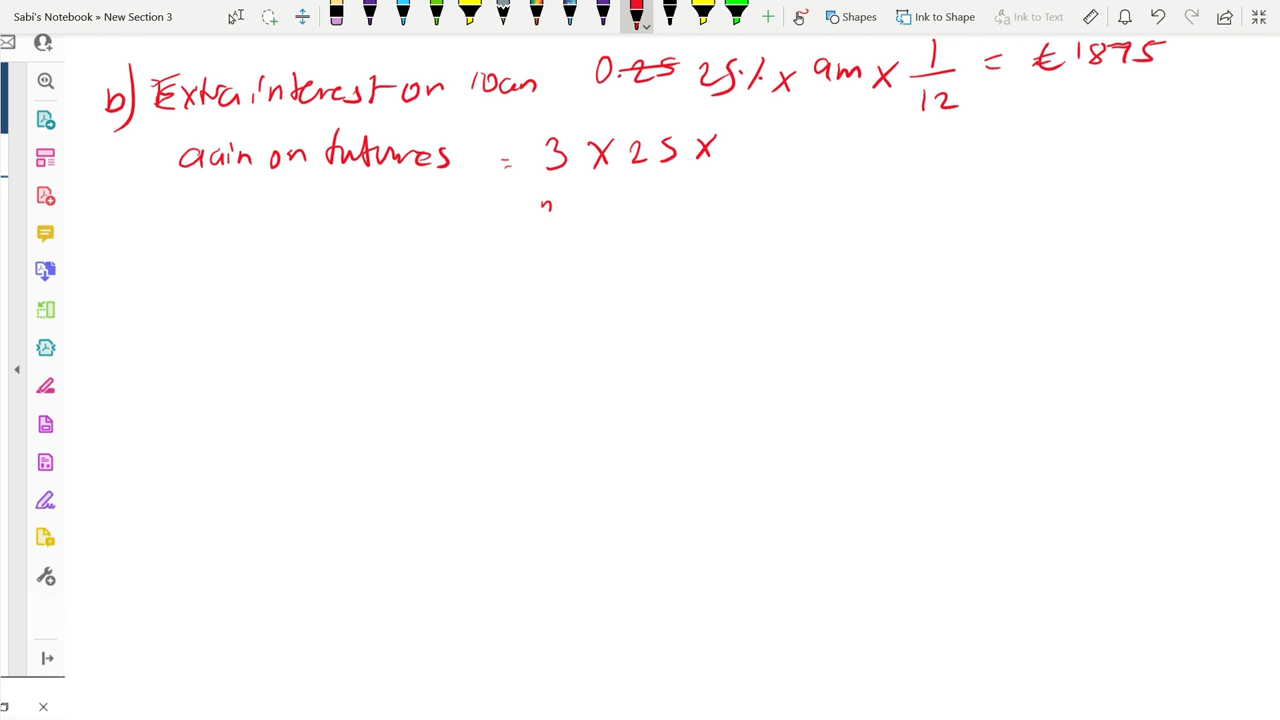 Sabi's Notebook » New Section 3
Shapes
Ink to Shape
Ink to Text
b) Extra interest on loan 0.25 25.% x 9m x 1/12 = € 1875
Gain on futures = 3 x 25 x
n